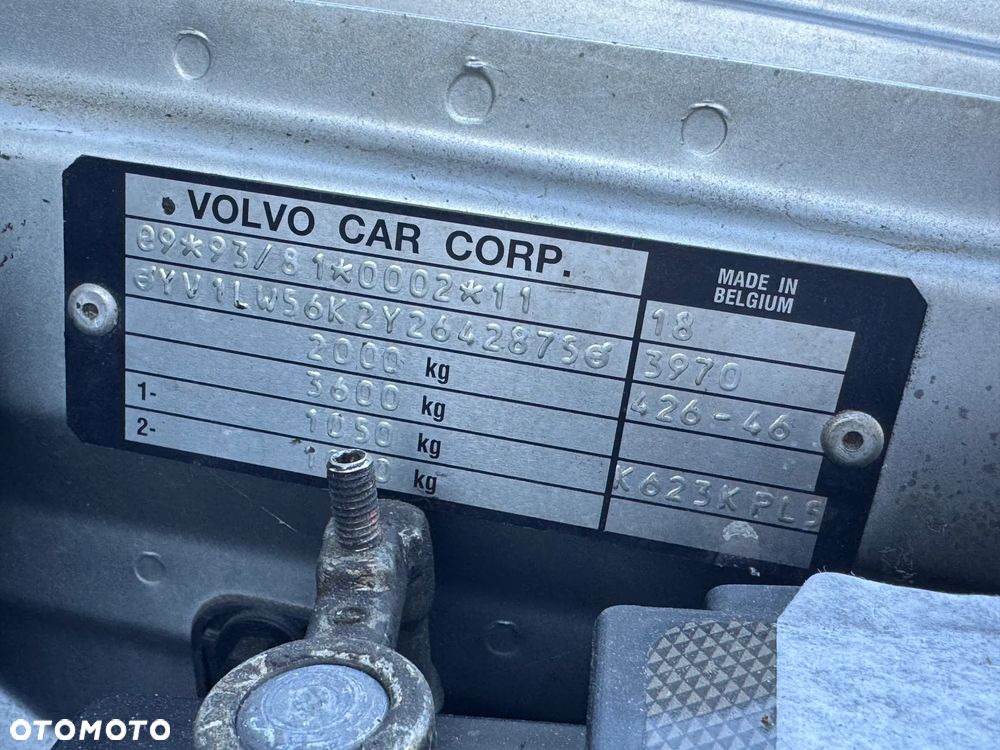 VOLVO CAR CORP.
e9*93/81*0002*11
MADE IN
BELGIUM
YV1LW56K2Y2642875
18
2000 kg
3970
1- 3600 kg
426-46
2- 1050 kg
kg
K623KPLS
OTOMOTO